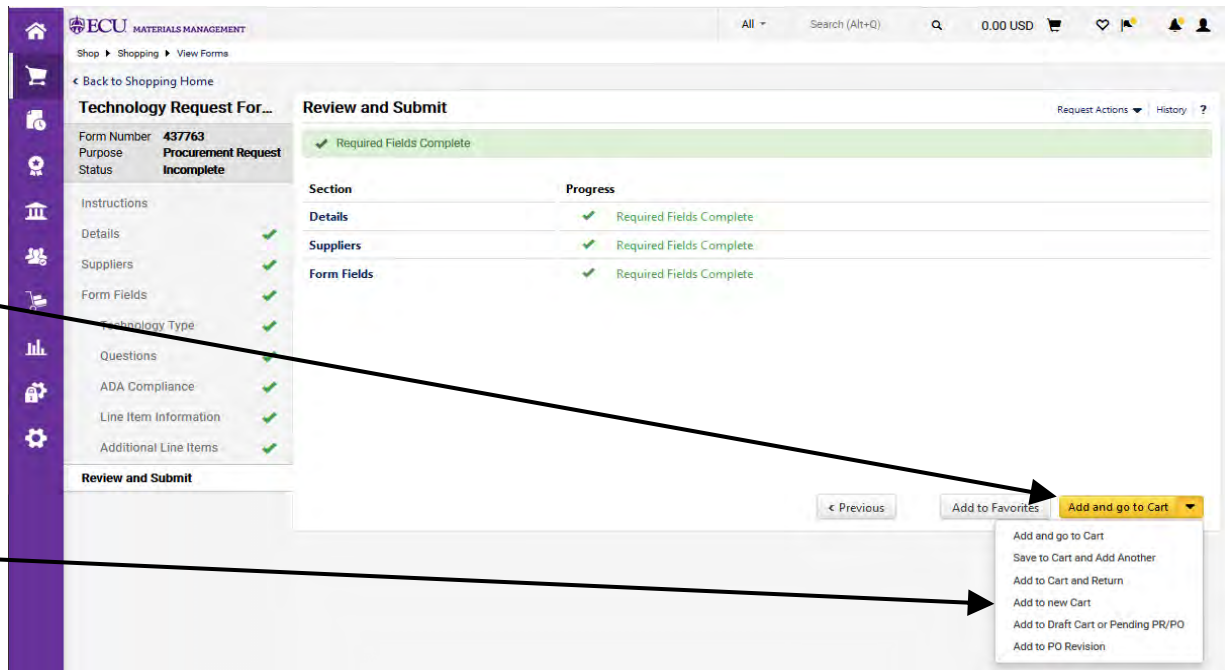 ECU MATERIALS MANAGEMENT
All
Search (Alt+Q)
0.00 USD
Shop Shopping View Forms
Back to Shopping Home
Technology Request For...
Form Number 437763
Purpose Procurement Request
Status Incomplete
Instructions
Details
Suppliers
Form Fields
Technology Type
Questions
ADA Compliance
Line Item Information
Additional Line Items
Review and Submit
Review and Submit
Request Actions History ?
Required Fields Complete
Section Progress
Details Required Fields Complete
Suppliers Required Fields Complete
Form Fields Required Fields Complete
< Previous
Add to Favorites
Add and go to Cart
Add and go to Cart
Save to Cart and Add Another
Add to Cart and Return
Add to new Cart
Add to Draft Cart or Pending PR/PO
Add to PO Revision